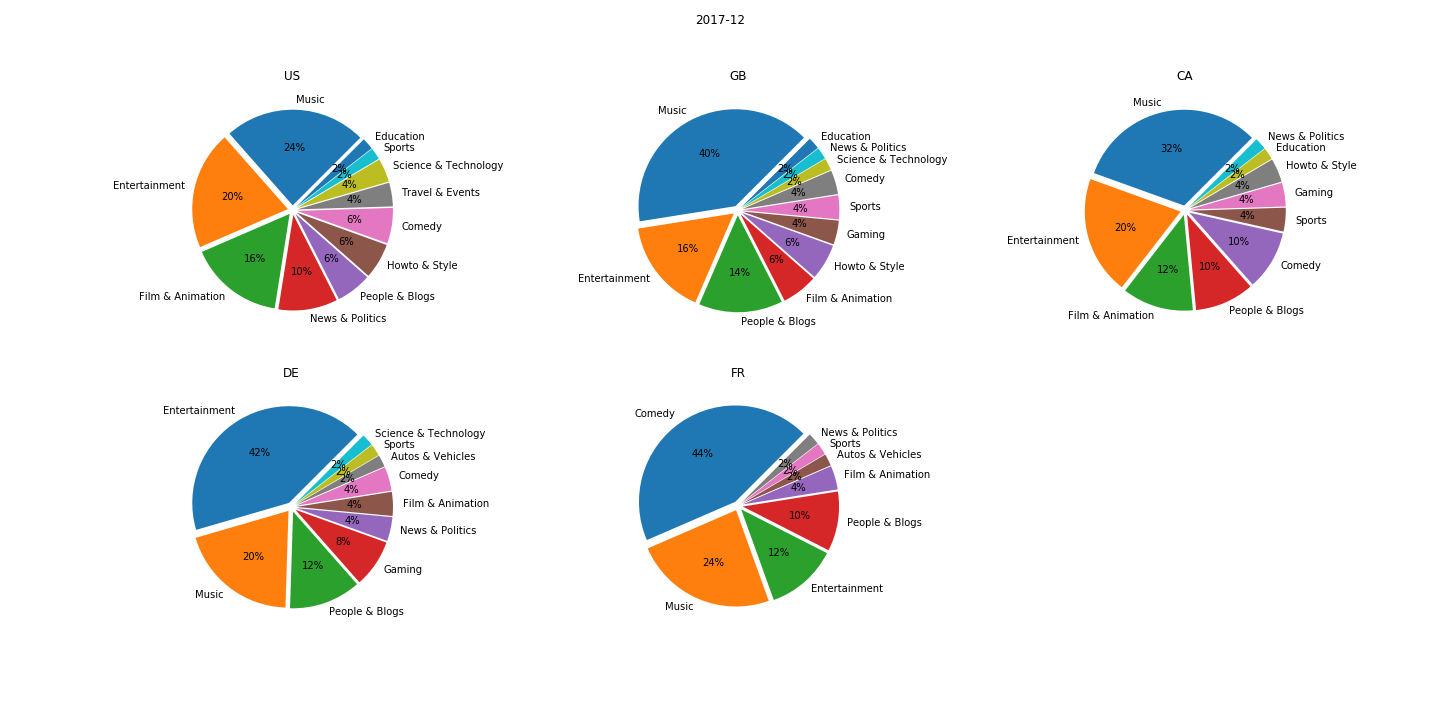 2017-12
US
Music
Education
Sports
Science & Technology
Travel & Events
Comedy
Howto & Style
People & Blogs
News & Politics
Film & Animation
Entertainment
24%
20%
16%
10%
6%
6%
6%
4%
4%
2%
2%
GB
Music
Education
News & Politics
Science & Technology
Comedy
Sports
Gaming
Howto & Style
Film & Animation
People & Blogs
Entertainment
40%
16%
14%
6%
6%
4%
4%
4%
2%
2%
2%
CA
Music
News & Politics
Education
Howto & Style
Gaming
Sports
Comedy
People & Blogs
Film & Animation
Entertainment
32%
20%
12%
10%
10%
4%
4%
4%
2%
2%
DE
Entertainment
Science & Technology
Sports
Autos & Vehicles
Comedy
Film & Animation
News & Politics
Gaming
People & Blogs
Music
42%
20%
12%
8%
4%
4%
4%
2%
2%
2%
FR
Comedy
News & Politics
Sports
Autos & Vehicles
Film & Animation
People & Blogs
Entertainment
Music
44%
24%
12%
10%
4%
2%
2%
2%